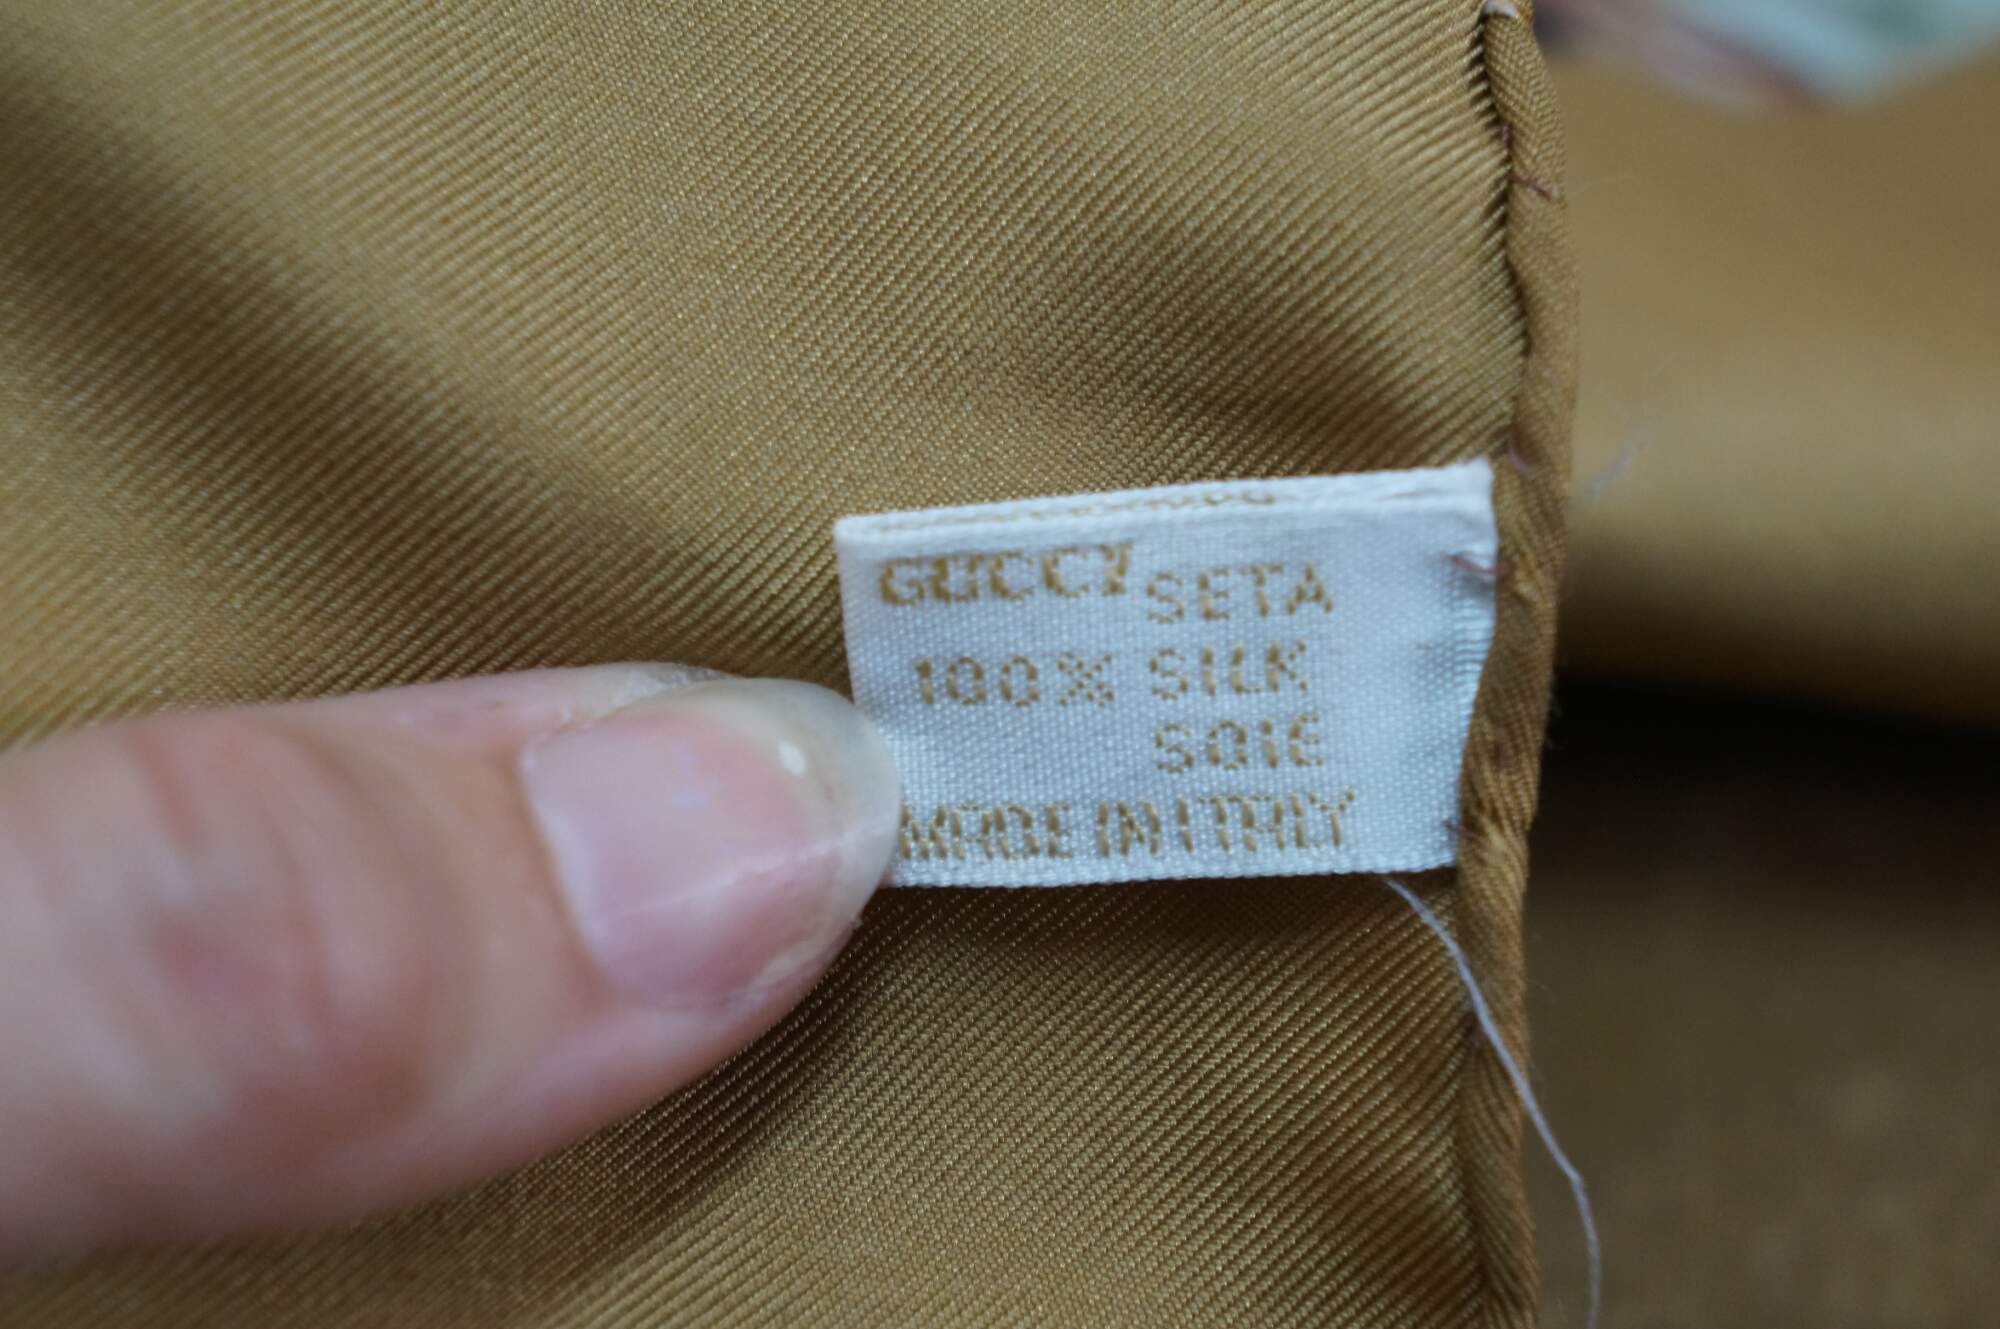 GUCCI SETA
100% SILK
SOIE
MADE IN ITALY